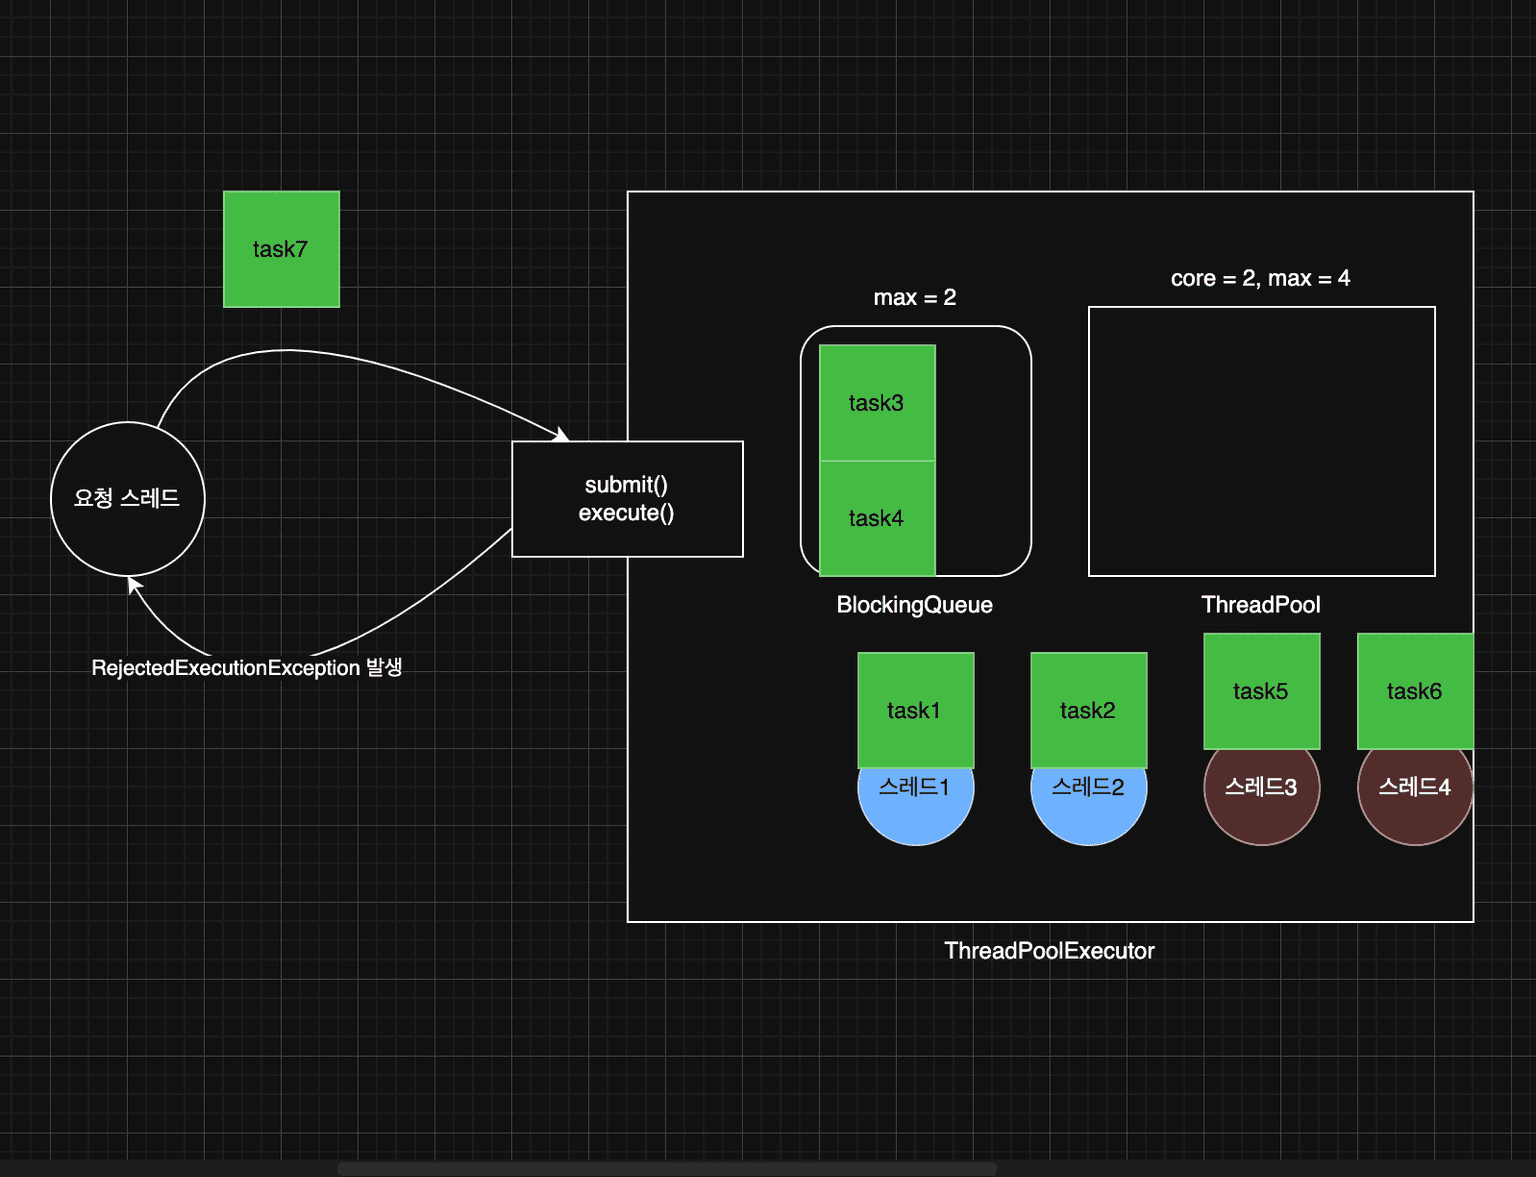 task7
요청 스레드
submit()
execute()
RejectedExecutionException 발생
max = 2
task3
task4
BlockingQueue
core = 2, max = 4
ThreadPool
task1
스레드1
task2
스레드2
task5
스레드3
task6
스레드4
ThreadPoolExecutor